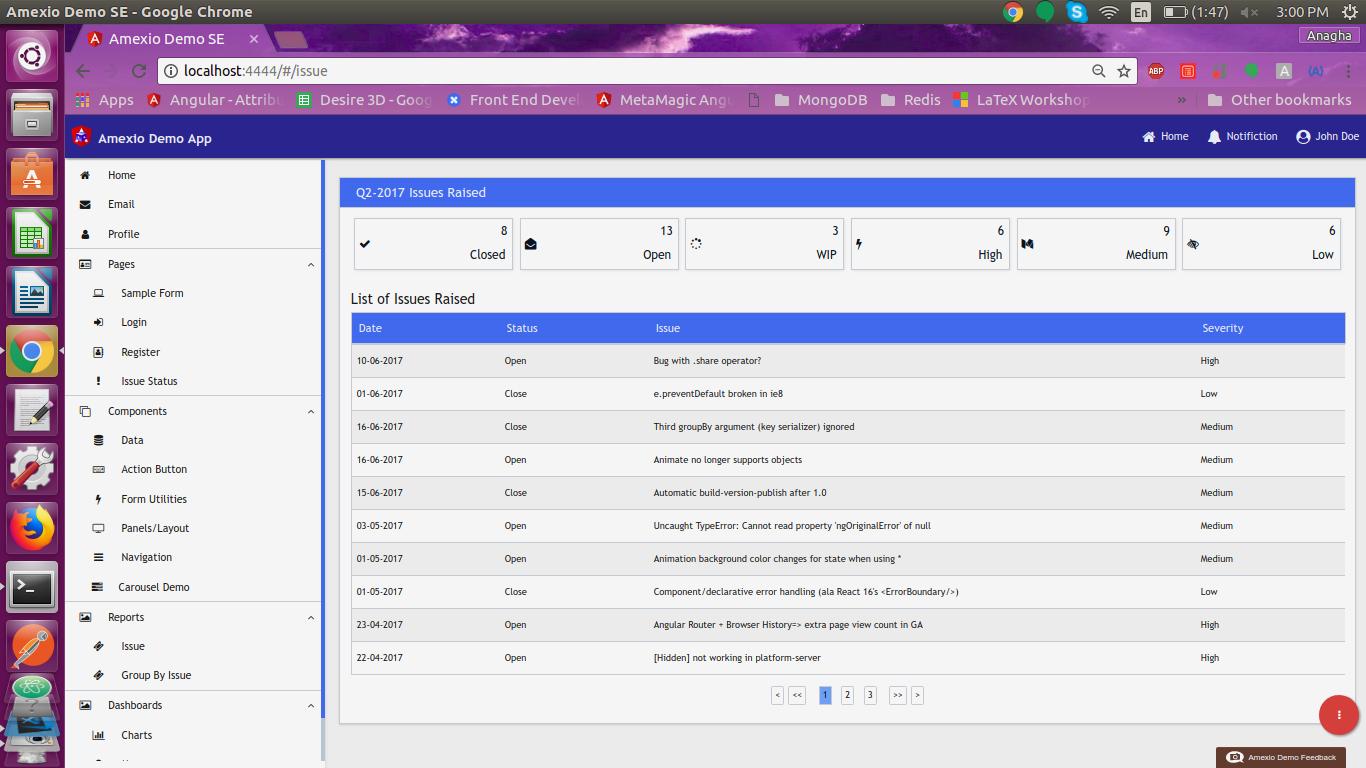 Amexio Demo SE - Google Chrome
En
(1:47)
3:00 PM
Amexio Demo SE
Anagha
localhost:4444/#/issue
ABP
A
(A)
Apps
Angular - Attribu
Desire 3D - Goog
Front End Devel
MetaMagic Angu
MongoDB
Redis
LaTeX Workshop
»
Other bookmarks
Amexio Demo App
Home
Notifiction
John Doe
Home
Email
Profile
Pages
Sample Form
Login
Register
Issue Status
Components
Data
Action Button
Form Utilities
Panels/Layout
Navigation
Carousel Demo
Reports
Issue
Group By Issue
Dashboards
Charts
Q2-2017 Issues Raised
8
Closed
13
Open
3
WIP
6
High
9
Medium
6
Low
List of Issues Raised
Date Status Issue Severity
10-06-2017 Open Bug with .share operator? High
01-06-2017 Close e.preventDefault broken in ie8 Low
16-06-2017 Close Third groupBy argument (key serializer) ignored Medium
16-06-2017 Open Animate no longer supports objects Medium
15-06-2017 Close Automatic build-version-publish after 1.0 Medium
03-05-2017 Open Uncaught TypeError: Cannot read property 'ngOriginalError' of null Medium
01-05-2017 Open Animation background color changes for state when using * Medium
01-05-2017 Close Component/declarative error handling (ala React 16's <ErrorBoundary/>) Low
23-04-2017 Open Angular Router + Browser History=> extra page view count in GA High
22-04-2017 Open [Hidden] not working in platform-server High
< << 1 2 3 >> >
Amexio Demo Feedback